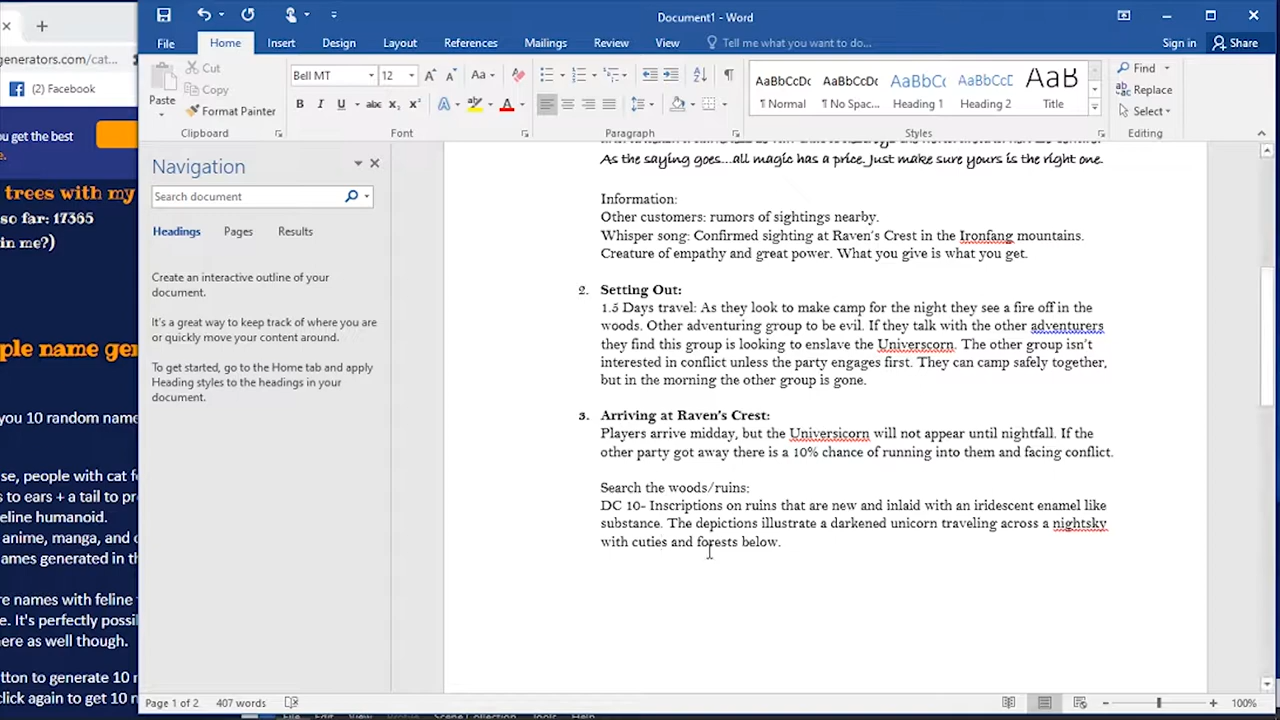 Document1 - Word
File
Home
Insert
Design
Layout
References
Mailings
Review
View
Tell me what you want to do...
Sign in
Share
Cut
Copy
Paste
Format Painter
Clipboard
Bell MT
12
Font
Paragraph
AaBbCcDc
¶ Normal
AaBbCcDc
¶ No Spac...
AaBbCc
Heading 1
AaBbCcD
Heading 2
AaB
Title
Styles
Find
Replace
Select
Editing
generators.com/cat...
(2) Facebook
ou get the best
e.
trees with my
so far: 17365
in me?)
ple name gen
you 10 random name
se, people with cat f
s to ears + a tail to pr
eline humanoid.
anime, manga, and o
ames generated in th
re names with feline
e. It's perfectly possib
here as well though.
tton to generate 10 n
click again to get 10 n
Navigation
Search document
Headings
Pages
Results
Create an interactive outline of your
document.
It's a great way to keep track of where you are
or quickly move your content around.
To get started, go to the Home tab and apply
Heading styles to the headings in your
document.
As the saying goes...all magic has a price. Just make sure yours is the right one.
Information:
Other customers: rumors of sightings nearby.
Whisper song: Confirmed sighting at Raven's Crest in the Ironfang mountains.
Creature of empathy and great power. What you give is what you get.
2. Setting Out:
1.5 Days travel: As they look to make camp for the night they see a fire off in the
woods. Other adventuring group to be evil. If they talk with the other adventurers
they find this group is looking to enslave the Universcorn. The other group isn't
interested in conflict unless the party engages first. They can camp safely together,
but in the morning the other group is gone.
3. Arriving at Raven's Crest:
Players arrive midday, but the Universicorn will not appear until nightfall. If the
other party got away there is a 10% chance of running into them and facing conflict.
Search the woods/ruins:
DC 10- Inscriptions on ruins that are new and inlaid with an iridescent enamel like
substance. The depictions illustrate a darkened unicorn traveling across a nightsky
with cuties and forests below.
Page 1 of 2
407 words
100%
File Edit View Profile Scene Collection Tools Help